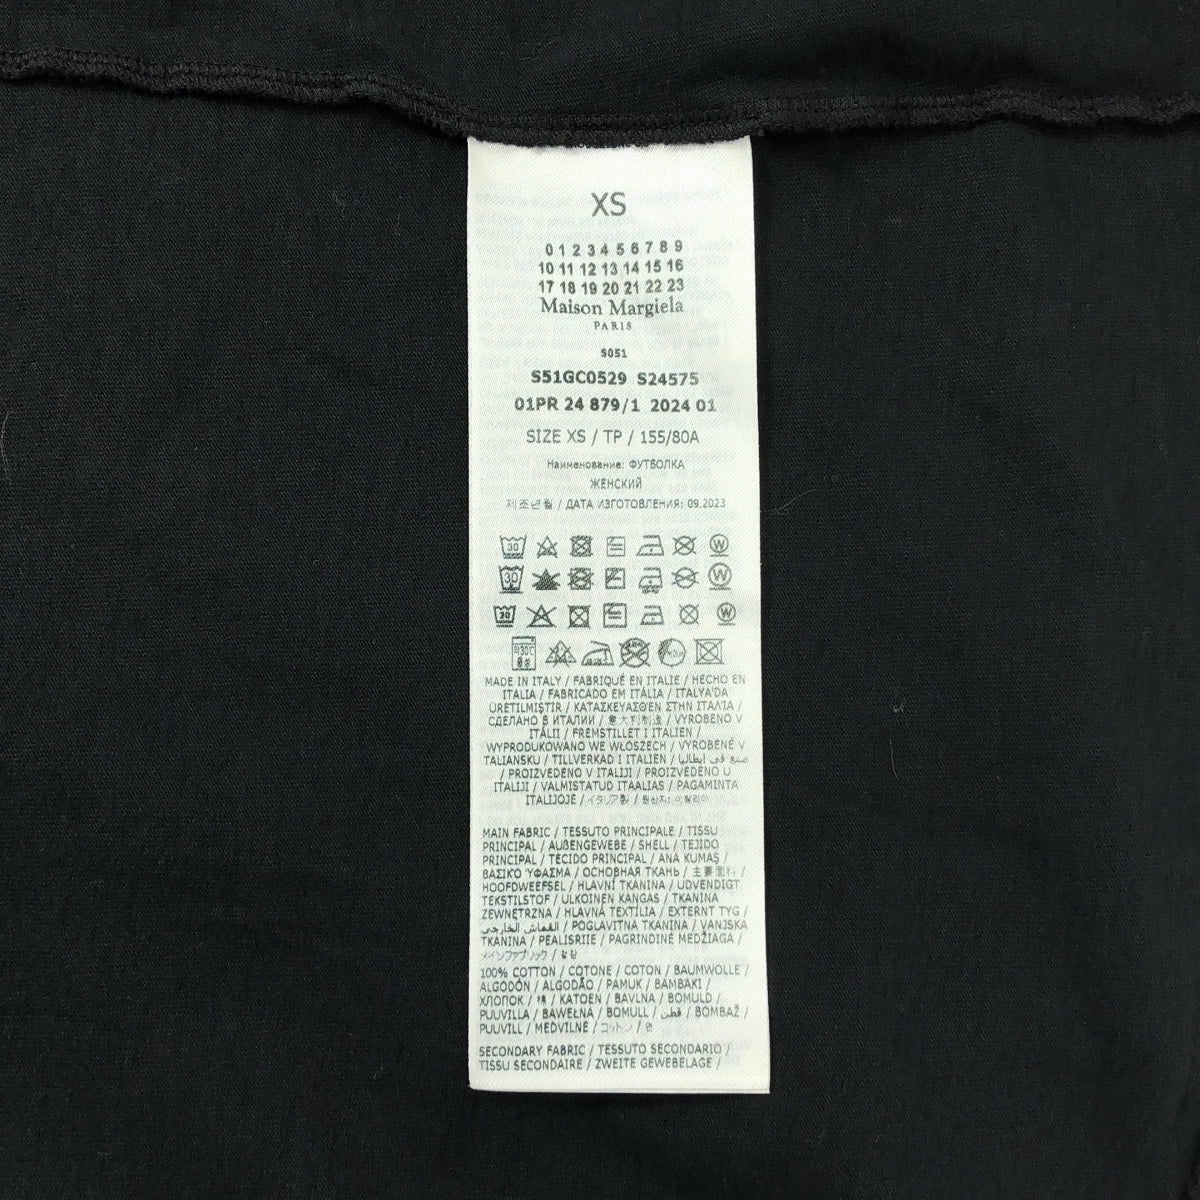 XS
0 1 2 3 4 5 6 7 8 9
10 11 12 13 14 15 16
17 18 19 20 21 22 23
Maison Margiela
PARIS
S051
S51GC0529 S24575
01PR 24 879/1 2024 01
SIZE XS / TP / 155/80A
Наименование: ФУТБОЛКА
ЖЕНСКИЙ
제조년월 / ДАТА ИЗГОТОВЛЕНИЯ: 09.2023
30 W
30 W
30 W
MADE IN ITALY / FABRIQUÉ EN ITALIE / HECHO EN
ITALIA / FABRICADO EM ITÁLIA / ITALYA'DA
ÜRETILMIŞTIR / ΚΑΤΑΣΚΕΥΑΣΘΕΝ ΣΤΗΝ ΙΤΑΛΙΑ /
СДЕЛАНО В ИТАЛИИ / 意大利制造 / VYROBENO V
ITÁLII / FREMSTILLET I ITALIEN /
WYPRODUKOWANO WE WŁOSZECH / VYROBENÉ V
TALIANSKU / TILLVERKAD I ITALIEN / صنع في ايطاليا
/ PROIZVEDENO V ITALIJI / PROIZVEDENO U
ITALIJI / VALMISTATUD ITAALIAS / PAGAMINTA
ITALIJOJE / イタリア製 / 원산지: 이탈리아
MAIN FABRIC / TESSUTO PRINCIPALE / TISSU
PRINCIPAL / AUßENGEWEBE / SHELL / TEJIDO
PRINCIPAL / TECIDO PRINCIPAL / ANA KUMAŞ /
ΒΑΣΙΚΟ ΎΦΑΣΜΑ / ОСНОВНАЯ ТКАНЬ / 主要面料 /
HOOFDWEEFSEL / HLAVNÍ TKANINA / UDVENDIGT
TEKSTILSTOF / ULKOINEN KANGAS / TKANINA
ZEWNĘTRZNA / HLAVNÁ TEXTÍLIA / EXTERNT TYG /
القماش الخارجي / POGLAVITNA TKANINA / VANJSKA
TKANINA / PEALISRIIE / PAGRINDINĖ MEDŽIAGA /
メインファブリック / 겉감
100% COTTON / COTONE / COTON / BAUMWOLLE /
ALGODÓN / ALGODÃO / PAMUK / ΒΑΜΒΑΚΙ /
ХЛОПОК / 棉 / KATOEN / BAVLNA / BOMULD /
PUUVILLA / BAWEŁNA / BOMULL / قطن / BOMBAŽ /
PUUVILL / MEDVILNĖ / コットン / 면
SECONDARY FABRIC / TESSUTO SECONDARIO /
TISSU SECONDAIRE / ZWEITE GEWEBELAGE /